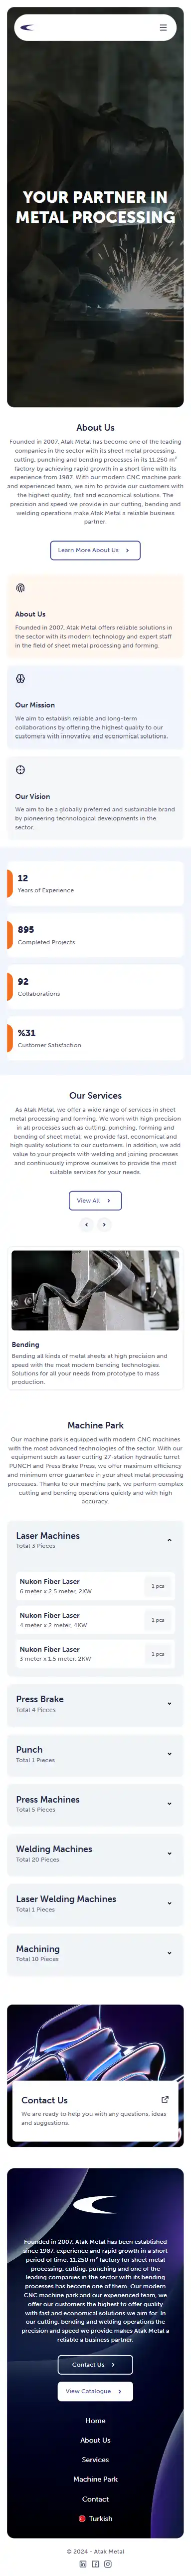 YOUR PARTNER IN
METAL PROCESSING
About Us
Founded in 2007, Atak Metal has become one of the leading
companies in the sector with its sheet metal processing,
cutting, punching and bending processes in its 11,250 m²
factory by achieving rapid growth in a short time with its
experience from 1987. With our modern CNC machine park
and experienced team, we aim to provide our customers with
the highest quality, fast and economical solutions. The
precision and speed we provide in our cutting, bending and
welding operations make Atak Metal a reliable business
partner.
Learn More About Us
About Us
Founded in 2007, Atak Metal offers reliable solutions in
the sector with its modern technology and expert staff
in the field of sheet metal processing and forming.
Our Mission
We aim to establish reliable and long-term
collaborations by offering the highest quality to our
customers with innovative and economical solutions.
Our Vision
We aim to be a globally preferred and sustainable brand
by pioneering technological developments in the
sector.
12
Years of Experience
895
Completed Projects
92
Collaborations
%31
Customer Satisfaction
Our Services
As Atak Metal, we offer a wide range of services in sheet
metal processing and forming. We work with high precision
in all processes such as cutting, punching, forming and
bending of sheet metal; we provide fast, economical and
high quality solutions to our customers. In addition, we add
value to your projects with welding and joining processes
and continuously improve ourselves to provide the most
suitable services for your needs.
View All
Bending
Bending all kinds of metal sheets at high precision and
speed with the most modern bending technologies.
Solutions for all your needs from prototype to mass
production.
Machine Park
Our machine park is equipped with modern CNC machines
with the most advanced technologies of the sector. With our
equipment such as laser cutting 27-station hydraulic turret
PUNCH and Press Brake Press, we offer maximum efficiency
and minimum error guarantee in your sheet metal processing
processes. Thanks to our machine park, we perform complex
cutting and bending operations quickly and with high
accuracy.
Laser Machines
Total 3 Pieces
Nukon Fiber Laser
6 meter x 2.5 meter, 2KW
1 pcs
Nukon Fiber Laser
4 meter x 2 meter, 4KW
1 pcs
Nukon Fiber Laser
3 meter x 1.5 meter, 2KW
1 pcs
Press Brake
Total 4 Pieces
Punch
Total 1 Pieces
Press Machines
Total 5 Pieces
Welding Machines
Total 20 Pieces
Laser Welding Machines
Total 1 Pieces
Machining
Total 10 Pieces
Contact Us
We are ready to help you with any questions, ideas
and suggestions.
Founded in 2007, Atak Metal has been established
since 1987. experience and rapid growth in a short
period of time. 11,250 m² factory for sheet metal
processing, cutting, punching and one of the
leading companies in the sector with its bending
processes has become one of them. Our modern
CNC machine park and our experienced team, we
offer our customers the highest to offer quality
with fast and economical solutions we aim for. In
our cutting, bending and welding operations the
precision and speed we provide makes Atak Metal a
reliable a business partner.
Contact Us
View Catalogue
Home
About Us
Services
Machine Park
Contact
Turkish
© 2024 - Atak Metal